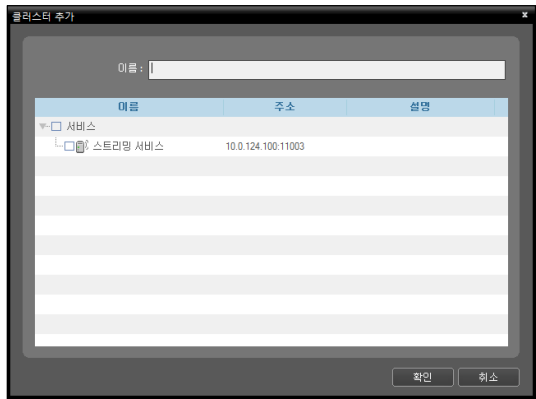 클러스터 추가
이름 :
이름 주소 설명
서비스
스트리밍 서비스 10.0.124.100:11003
확인 취소